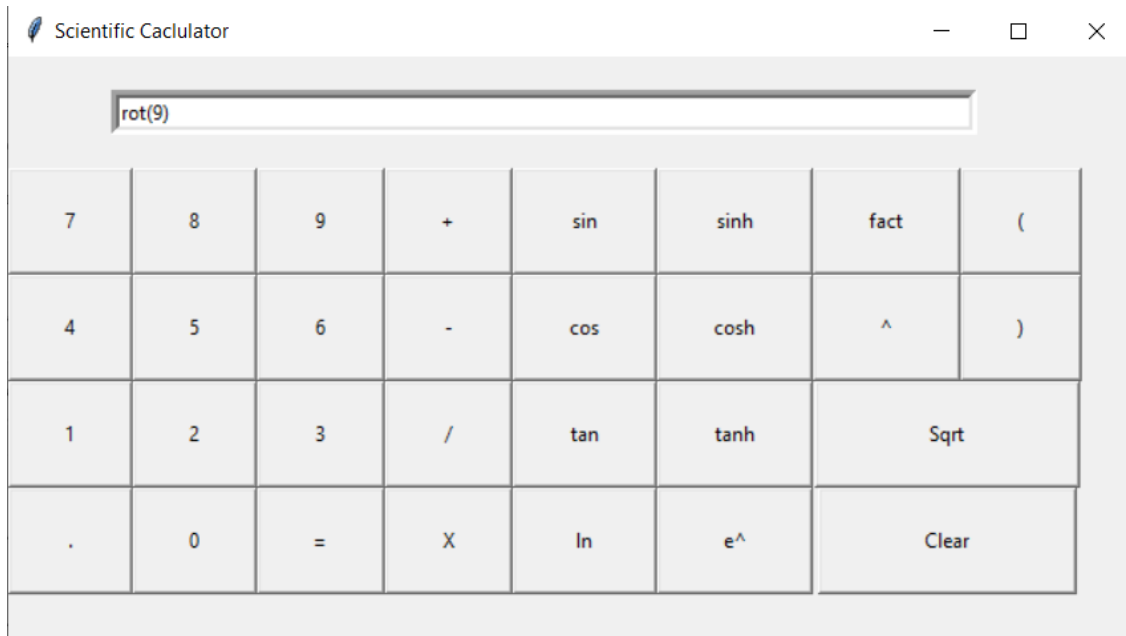 Scientific Caclulator
rot(9)
7 8 9 + sin sinh fact (
4 5 6 - cos cosh ^ )
1 2 3 / tan tanh Sqrt
. 0 = X ln e^ Clear